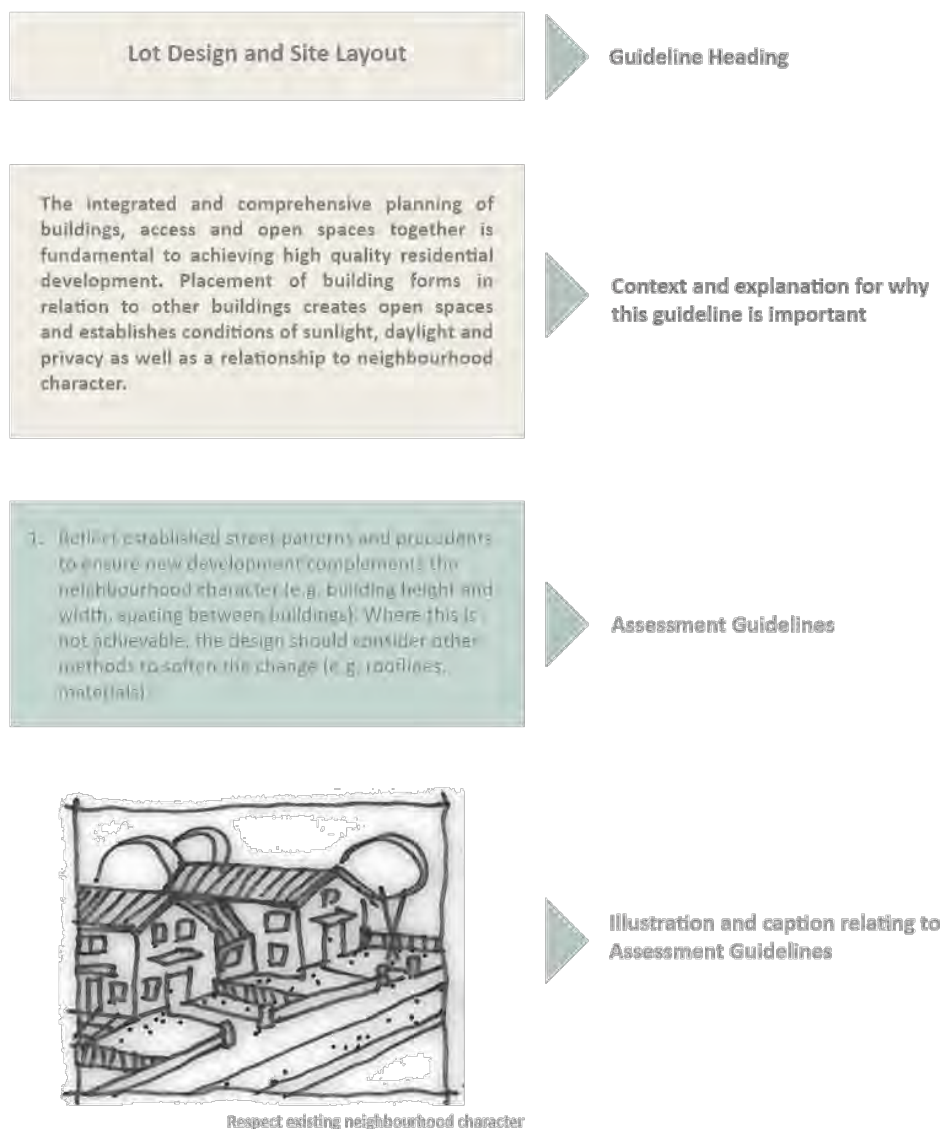 Lot Design and Site Layout
Guideline Heading
The integrated and comprehensive planning of
buildings, access and open spaces together is
fundamental to achieving high quality residential
development. Placement of building forms in
relation to other buildings creates open spaces
and establishes conditions of sunlight, daylight and
privacy as well as a relationship to neighbourhood
character.
Context and explanation for why
this guideline is important
1. Reflect established street patterns and precedents
to ensure new development complements the
neighbourhood character (e.g. building height and
width, spacing between buildings). Where this is
not achievable, the design should consider other
methods to soften the change (e.g. rooflines,
materials).
Assessment Guidelines
Illustration and caption relating to
Assessment Guidelines
Respect existing neighbourhood character